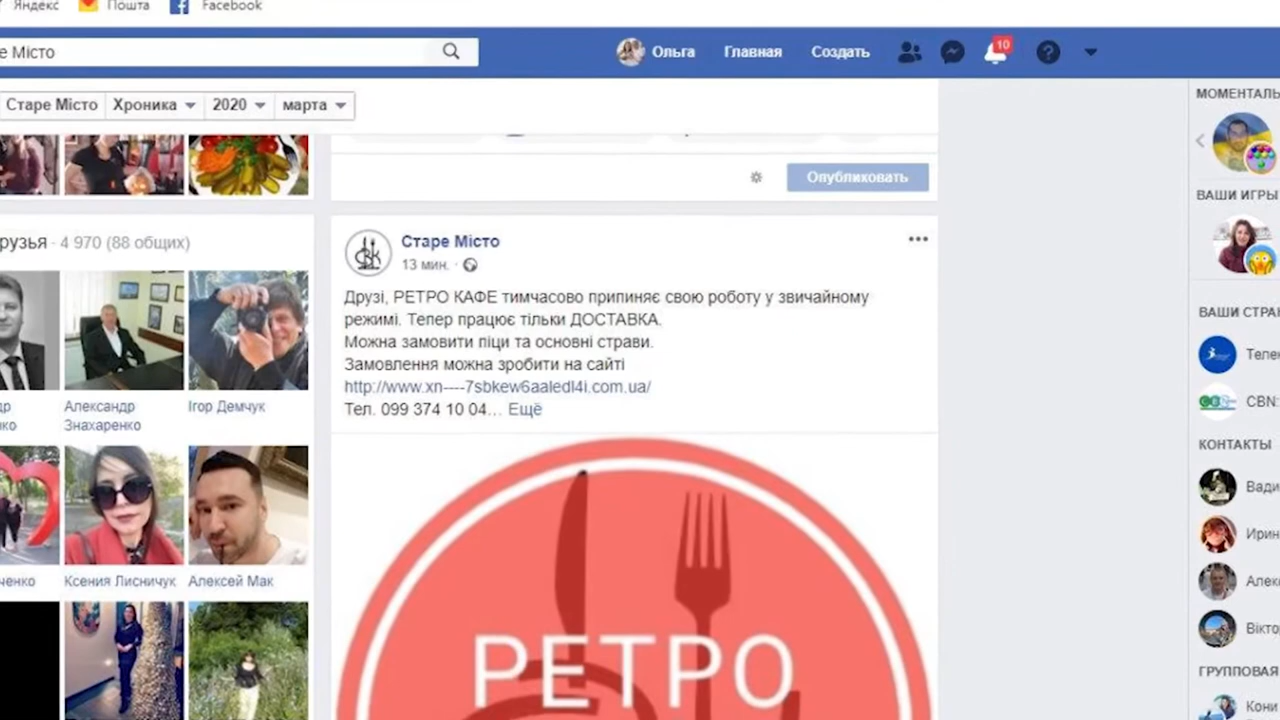 Яндекс Пошта Facebook
е Місто
Ольга Главная Создать 10
Старе Місто Хроника 2020 марта
МОМЕНТАЛЬ
Опубликовать
ВАШИ ИГРЫ
рузья · 4 970 (88 общих)
Старе Місто
13 мин. ·
Друзі, РЕТРО КАФЕ тимчасово припиняє свою роботу у звичайному
режимі. Тепер працює тільки ДОСТАВКА.
Можна замовити піци та основні страви.
Замовлення можна зробити на сайті
http://www.xn----7sbkew6aaledl4i.com.ua/
Тел. 099 374 10 04... Ещё
ВАШИ СТРАН
Теле
CBN:
КОНТАКТЫ
Вади
Ирин
Алек
Вікто
ГРУППОВАЯ
Кони
др Александр Ігор Демчук
ко Знахаренко
ченко Ксения Лисничук Алексей Мак
РЕТРО